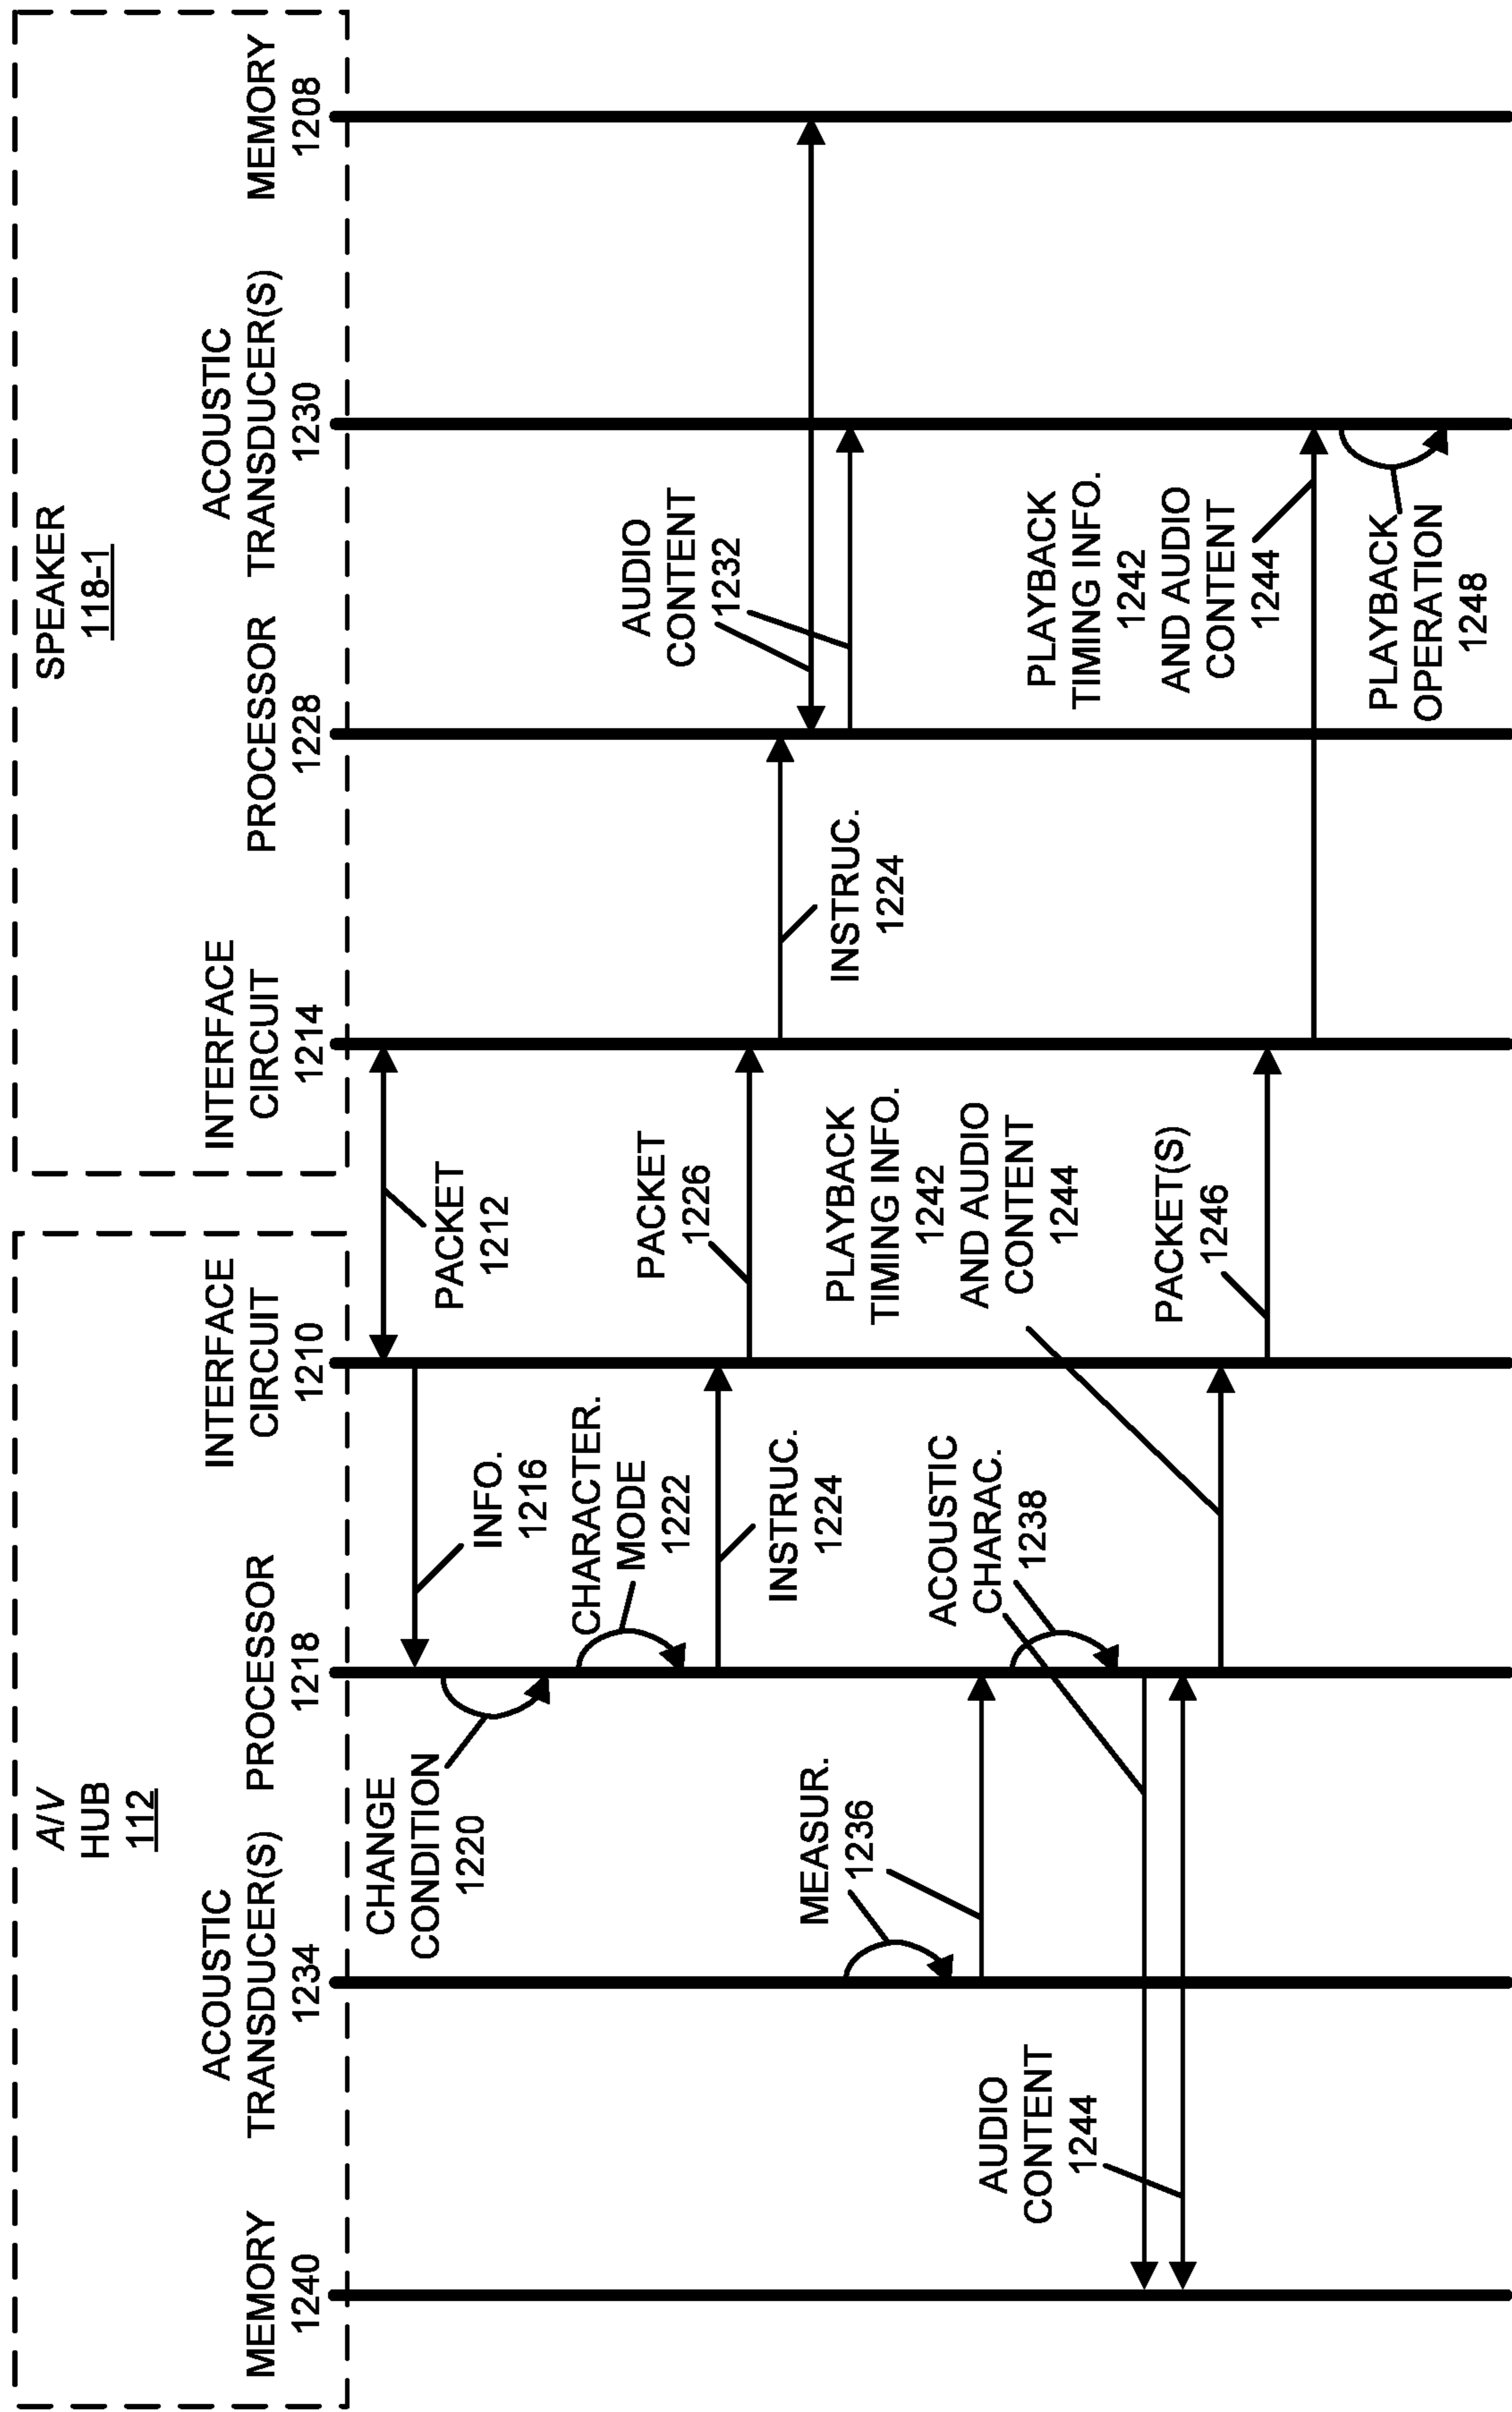 A/V
HUB
112
SPEAKER
118-1
MEMORY
1240
ACOUSTIC
TRANSDUCER(S)
1234
PROCESSOR
1218
INTERFACE
CIRCUIT
1210
INTERFACE
CIRCUIT
1214
PROCESSOR
1228
ACOUSTIC
TRANSDUCER(S)
1230
MEMORY
1208
PACKET
1212
INFO.
1216
CHANGE
CONDITION
1220
CHARACTER.
MODE
1222
INSTRUC.
1224
PACKET
1226
INSTRUC.
1224
AUDIO
CONTENT
1232
MEASUR.
1236
ACOUSTIC
CHARAC.
1238
AUDIO
CONTENT
1244
PLAYBACK
TIMING INFO.
1242
AND AUDIO
CONTENT
1244
PACKET(S)
1246
PLAYBACK
TIMING INFO.
1242
AND AUDIO
CONTENT
1244
PLAYBACK
OPERATION
1248